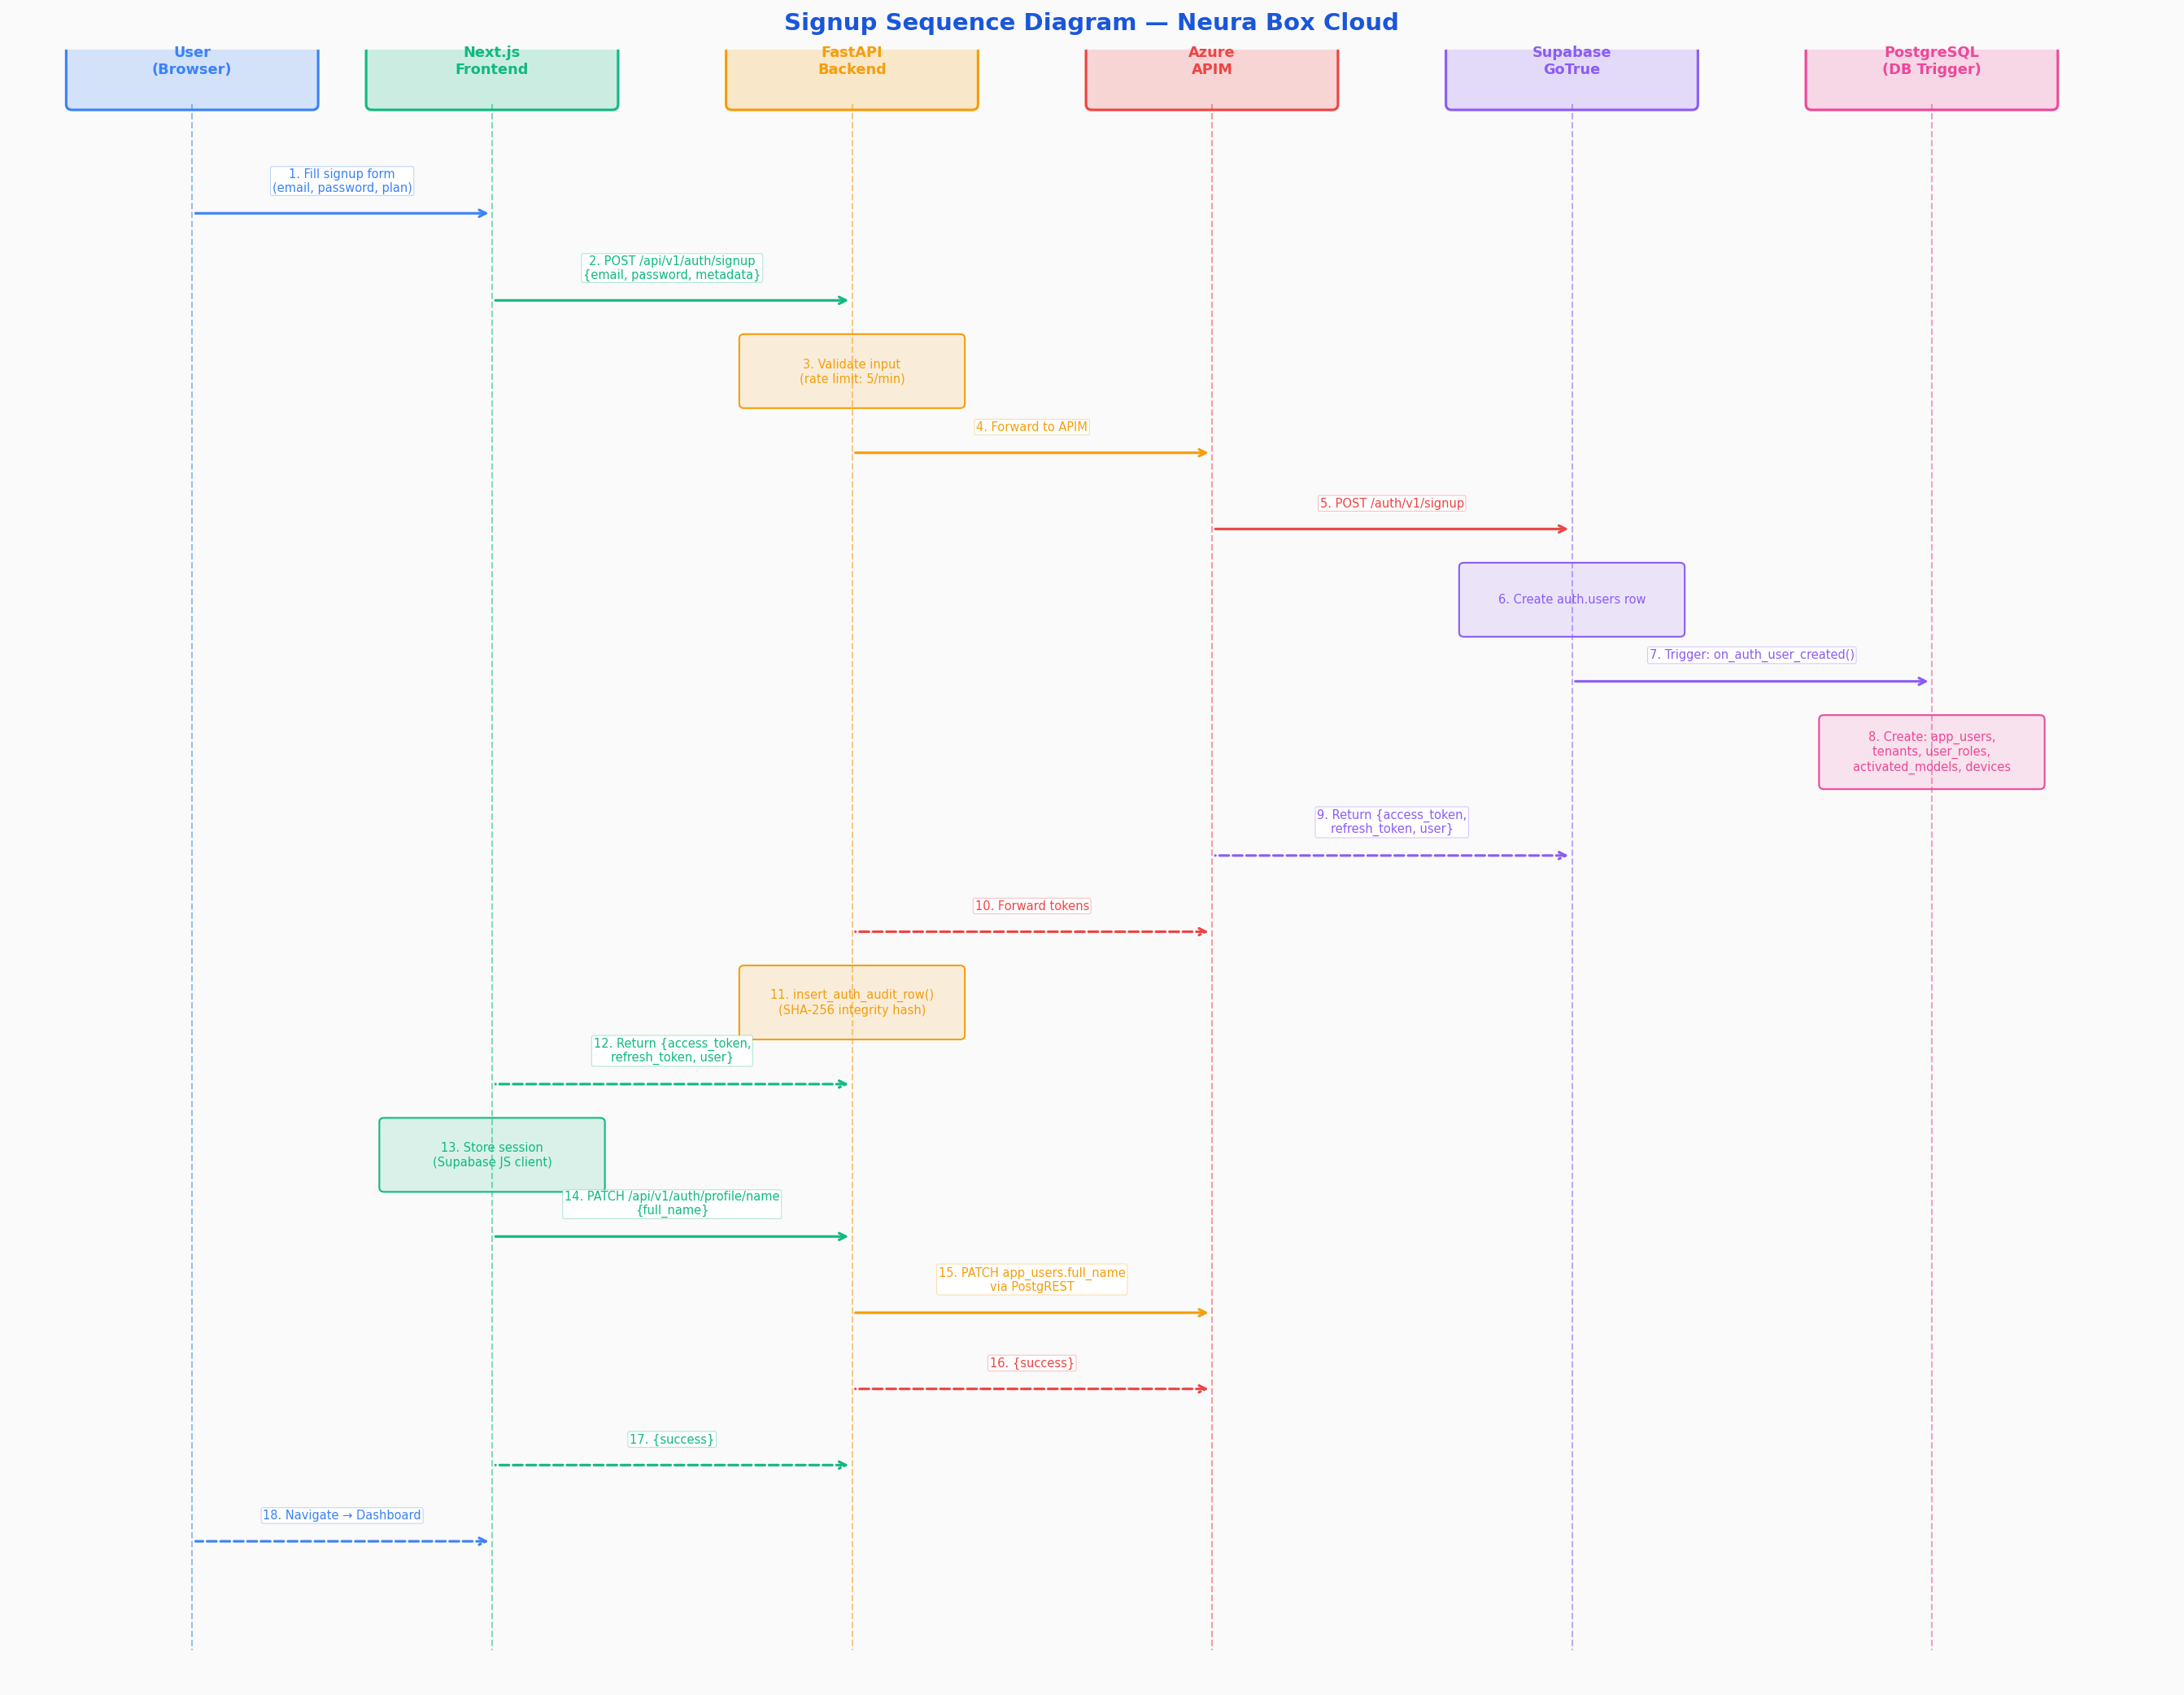 Signup Sequence Diagram — Neura Box Cloud
User
(Browser)
Next.js
Frontend
FastAPI
Backend
Azure
APIM
Supabase
GoTrue
PostgreSQL
(DB Trigger)
1. Fill signup form
(email, password, plan)
2. POST /api/v1/auth/signup
{email, password, metadata}
3. Validate input
(rate limit: 5/min)
4. Forward to APIM
5. POST /auth/v1/signup
6. Create auth.users row
7. Trigger: on_auth_user_created()
8. Create: app_users,
tenants, user_roles,
activated_models, devices
9. Return {access_token,
refresh_token, user}
10. Forward tokens
11. insert_auth_audit_row()
(SHA-256 integrity hash)
12. Return {access_token,
refresh_token, user}
13. Store session
(Supabase JS client)
14. PATCH /api/v1/auth/profile/name
{full_name}
15. PATCH app_users.full_name
via PostgREST
16. {success}
17. {success}
18. Navigate → Dashboard